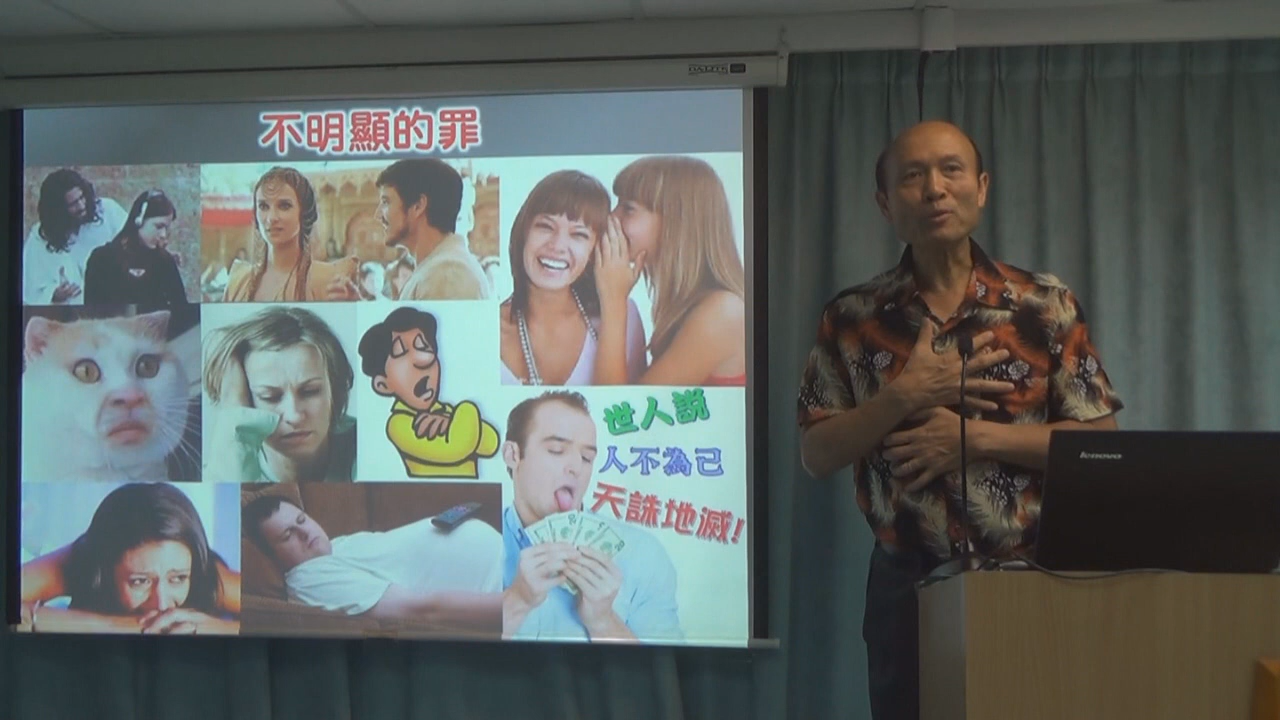 不明顯的罪
世人說
人不為己
天誅地滅!
lenovo